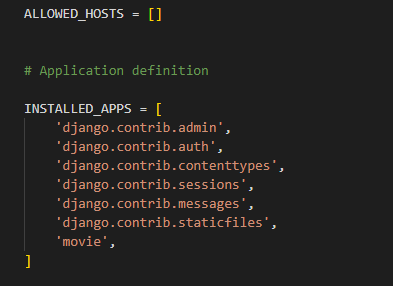 ALLOWED_HOSTS = []
# Application definition
INSTALLED_APPS = [
    'django.contrib.admin',
    'django.contrib.auth',
    'django.contrib.contenttypes',
    'django.contrib.sessions',
    'django.contrib.messages',
    'django.contrib.staticfiles',
    'movie',
]